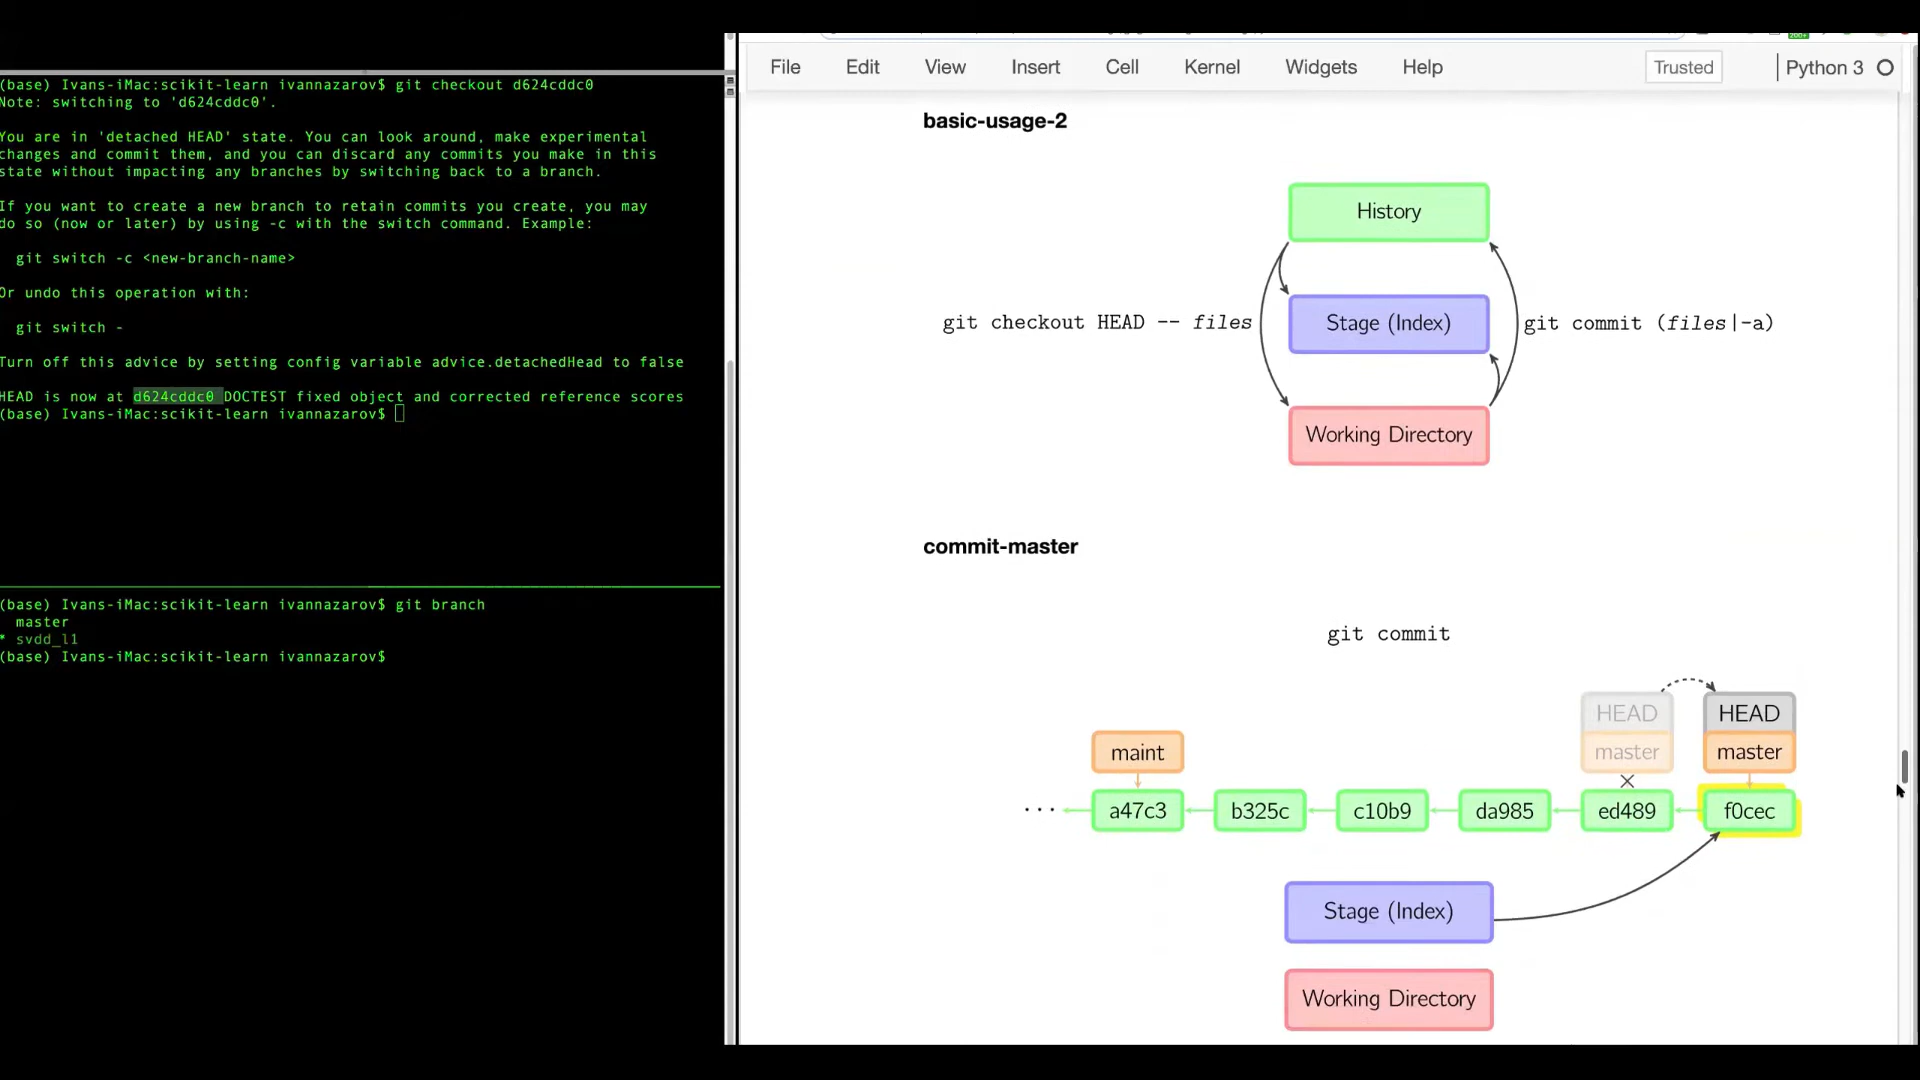 (base) Ivans-iMac:scikit-learn ivannazarov$ git checkout d624cddc0
Note: switching to 'd624cddc0'.
You are in 'detached HEAD' state. You can look around, make experimental
changes and commit them, and you can discard any commits you make in this
state without impacting any branches by switching back to a branch.
If you want to create a new branch to retain commits you create, you may
do so (now or later) by using -c with the switch command. Example:
git switch -c <new-branch-name>
Or undo this operation with:
git switch -
Turn off this advice by setting config variable advice.detachedHead to false
HEAD is now at d624cddc0 DOCTEST fixed object and corrected reference scores
(base) Ivans-iMac:scikit-learn ivannazarov$
(base) Ivans-iMac:scikit-learn ivannazarov$ git branch
master
* svdd_l1
(base) Ivans-iMac:scikit-learn ivannazarov$
File Edit View Insert Cell Kernel Widgets Help Trusted Python 3
basic-usage-2
History
git checkout HEAD -- files
Stage (Index)
git commit (files|-a)
Working Directory
commit-master
git commit
HEAD HEAD
maint master master
... a47c3 b325c c10b9 da985 ed489 f0cec
Stage (Index)
Working Directory